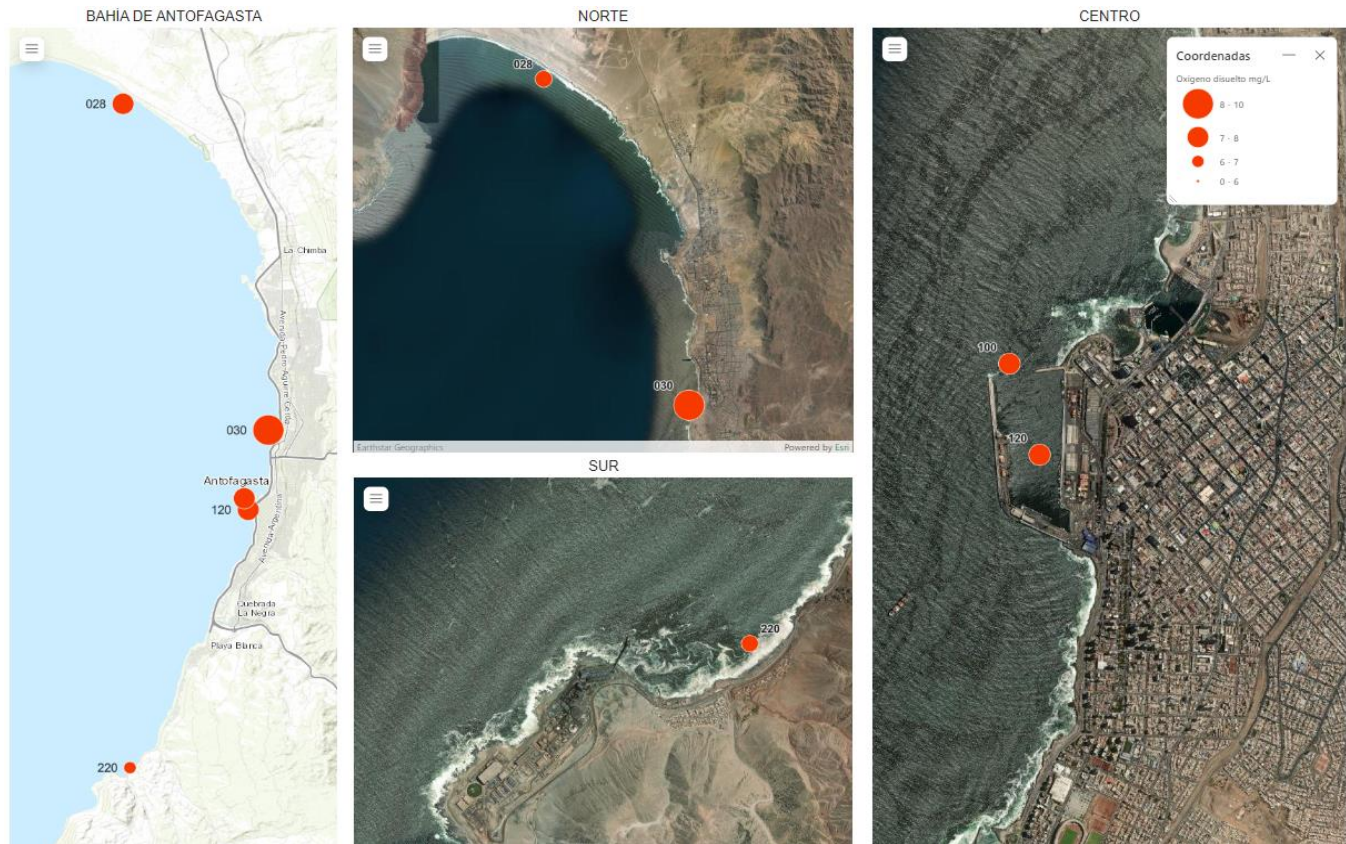 BAHÍA DE ANTOFAGASTA
028
La Chimba
Avenida Pedro Aguirre Cerda
030
Antofagasta
120
Avenida Argentina
Quebrada
La Negra
Playa Blanca
220
NORTE
028
030
Earthstar Geographics
Powered by Esri
SUR
220
CENTRO
Coordenadas
Oxígeno disuelto mg/L
8 - 10
7 - 8
6 - 7
0 - 6
100
120